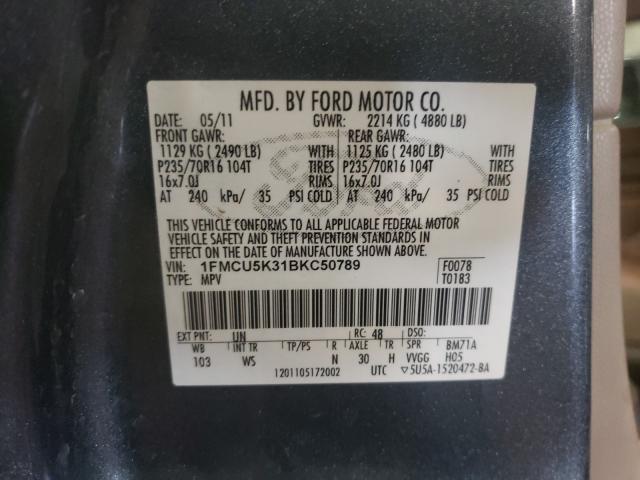 MFD. BY FORD MOTOR CO.
DATE: 05/11 GVWR: 2214 KG ( 4880 LB)
FRONT GAWR: REAR GAWR:
1129 KG ( 2490 LB) WITH 1125 KG ( 2480 LB) WITH
P235/70R16 104T TIRES P235/70R16 104T TIRES
16x7.0J RIMS 16x7.0J RIMS
AT 240 kPa/ 35 PSI COLD AT 240 kPa/ 35 PSI COLD
THIS VEHICLE CONFORMS TO ALL APPLICABLE FEDERAL MOTOR
VEHICLE SAFETY AND THEFT PREVENTION STANDARDS IN
EFFECT ON THE DATE OF MANUFACTURE SHOWN ABOVE.
VIN: 1FMCU5K31BKC50789 F0078
TYPE: MPV T0183
EXT PNT: UN RC: 48 DSO:
WB INT TR TP/PS R AXLE TR SPR BM71A
103 WS N 30 H VVGG H05
1201105172002 UTC ▽5U5A-1520472-BA
Ford